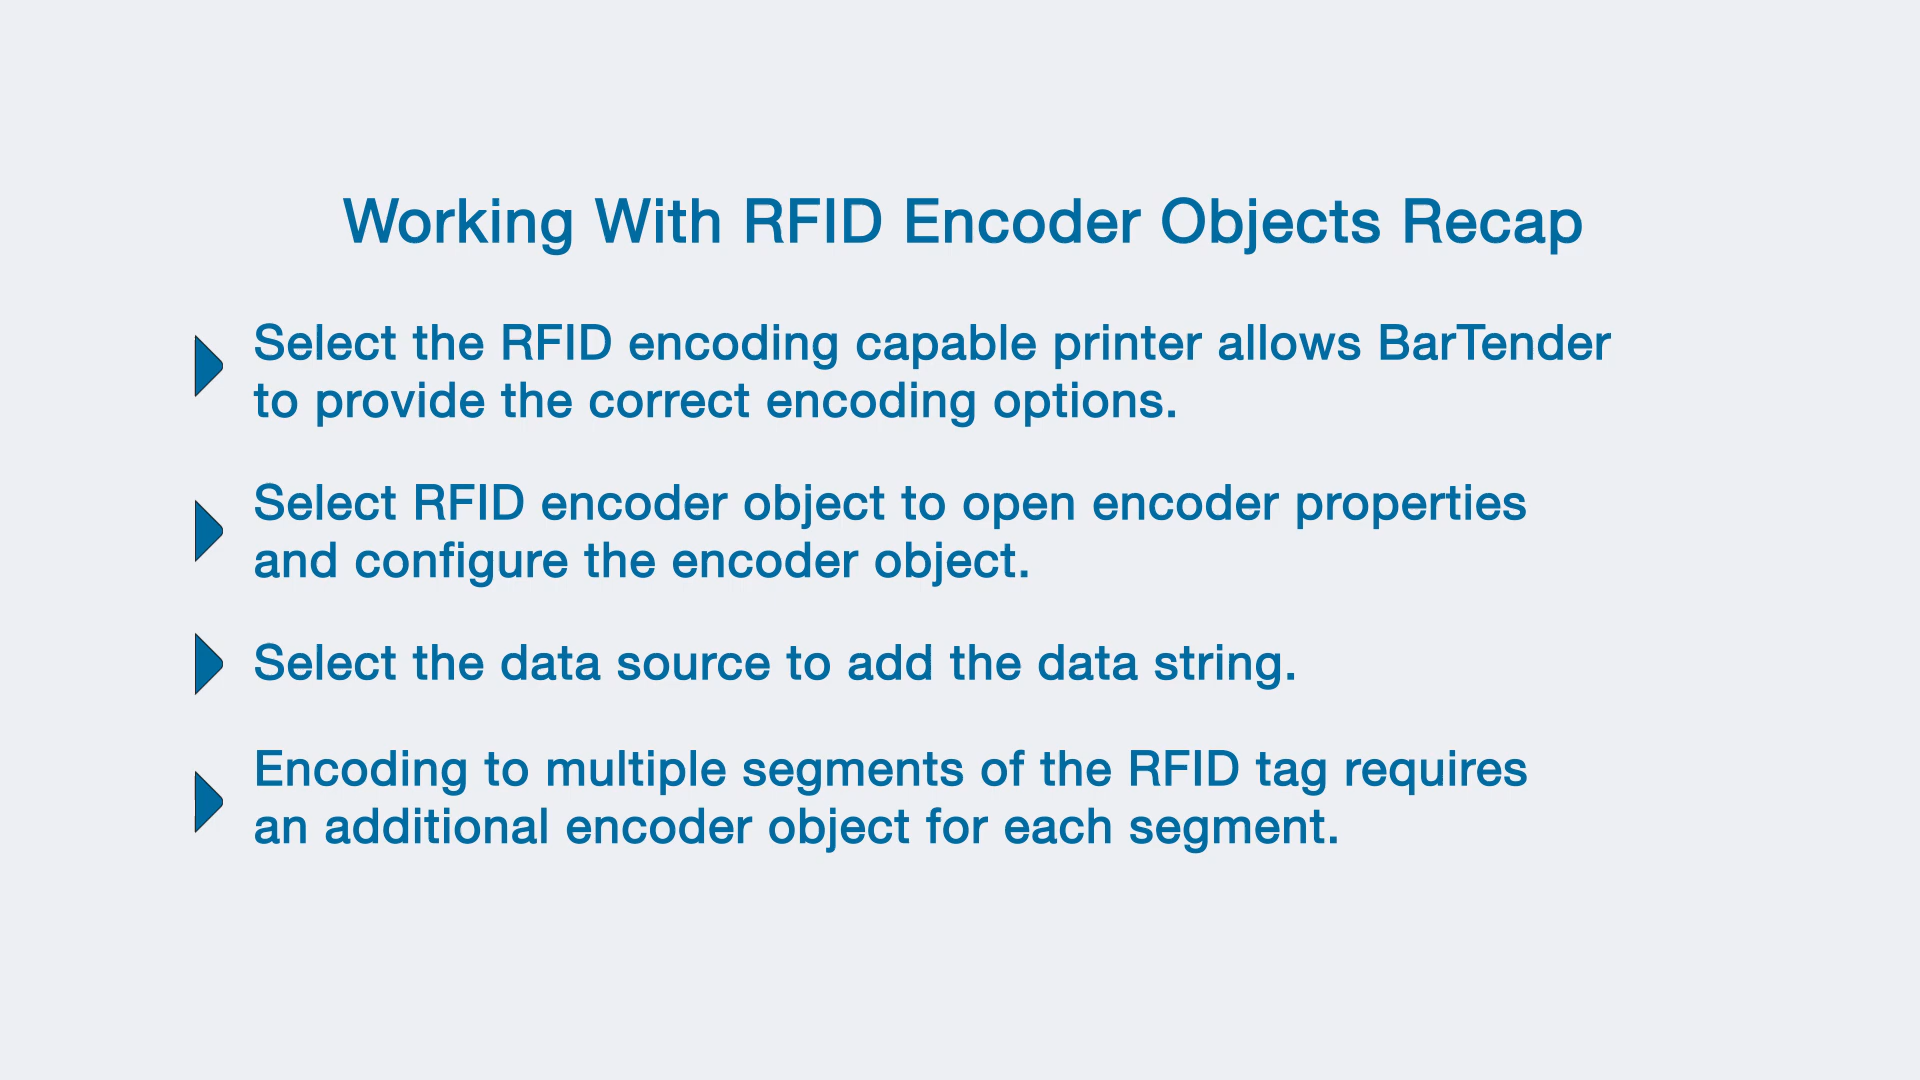 Working With RFID Encoder Objects Recap
Select the RFID encoding capable printer allows BarTender
to provide the correct encoding options.
Select RFID encoder object to open encoder properties
and configure the encoder object.
Select the data source to add the data string.
Encoding to multiple segments of the RFID tag requires
an additional encoder object for each segment.